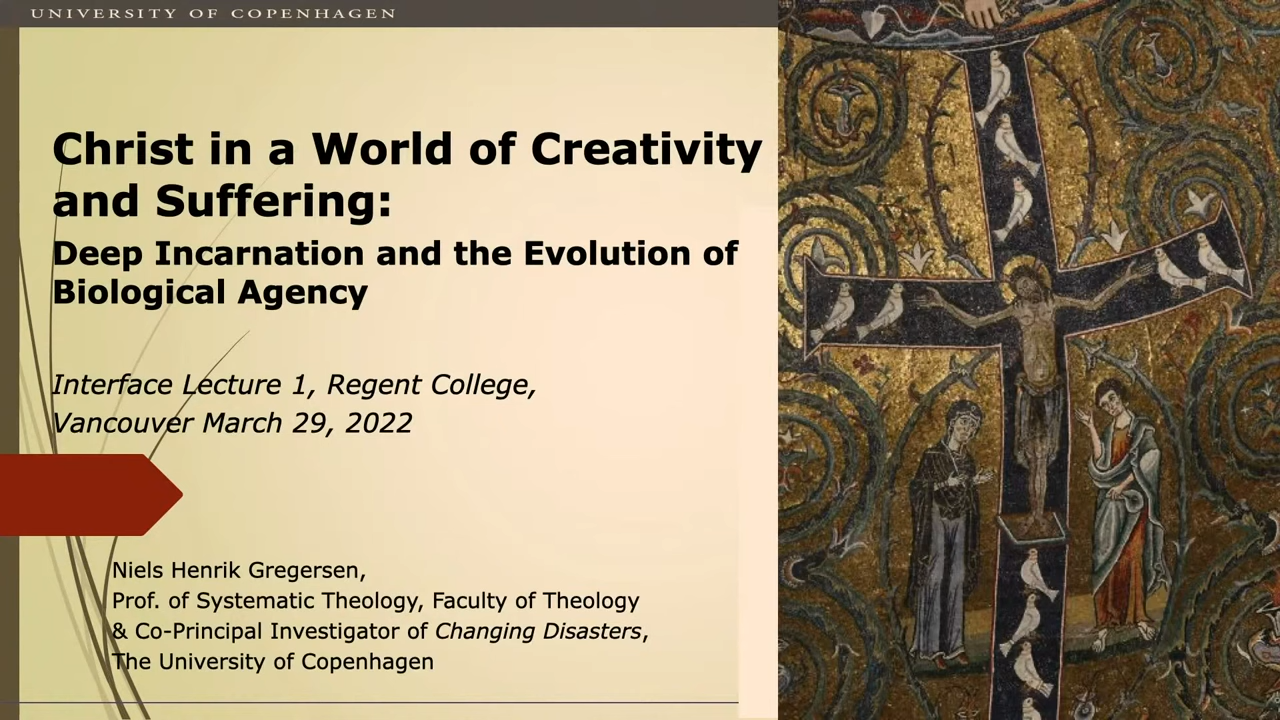 UNIVERSITY OF COPENHAGEN
Christ in a World of Creativity
and Suffering:
Deep Incarnation and the Evolution of
Biological Agency
Interface Lecture 1, Regent College,
Vancouver March 29, 2022
Niels Henrik Gregersen,
Prof. of Systematic Theology, Faculty of Theology
& Co-Principal Investigator of Changing Disasters,
The University of Copenhagen